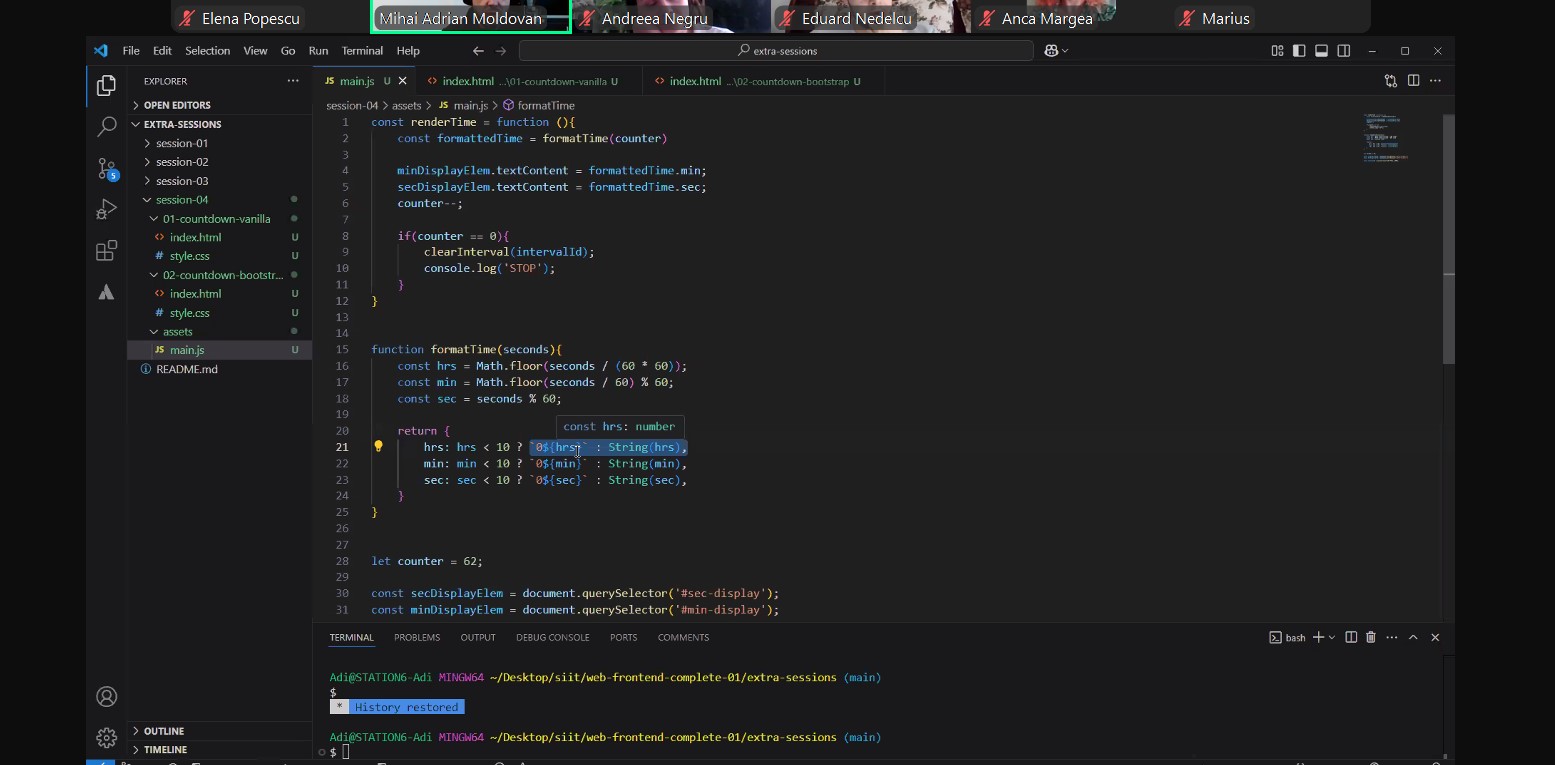 Elena Popescu
Mihai Adrian Moldovan
Andreea Negru
Eduard Nedelcu
Anca Margea
Marius
File Edit Selection View Go Run Terminal Help
extra-sessions
EXPLORER
OPEN EDITORS
EXTRA-SESSIONS
session-01
session-02
session-03
session-04
01-countdown-vanilla
index.html U
style.css U
02-countdown-bootstr...
index.html U
style.css U
assets
JS main.js U
README.md
OUTLINE
TIMELINE
5
JS main.js U
index.html ...\01-countdown-vanilla U
index.html ...\02-countdown-bootstrap U
session-04 > assets > JS main.js > formatTime
1 const renderTime = function (){
2 const formattedTime = formatTime(counter)
3
4 minDisplayElem.textContent = formattedTime.min;
5 secDisplayElem.textContent = formattedTime.sec;
6 counter--;
7
8 if(counter == 0){
9 clearInterval(intervalId);
10 console.log('STOP');
11 }
12 }
13
14
15 function formatTime(seconds){
16 const hrs = Math.floor(seconds / (60 * 60));
17 const min = Math.floor(seconds / 60) % 60;
18 const sec = seconds % 60;
19
const hrs: number
20 return {
21 hrs: hrs < 10 ? `0${hrs}` : String(hrs),
22 min: min < 10 ? `0${min}` : String(min),
23 sec: sec < 10 ? `0${sec}` : String(sec),
24 }
25 }
26
27
28 let counter = 62;
29
30 const secDisplayElem = document.querySelector('#sec-display');
31 const minDisplayElem = document.querySelector('#min-display');
TERMINAL PROBLEMS OUTPUT DEBUG CONSOLE PORTS COMMENTS
bash
Adi@STATION6-Adi MINGW64 ~/Desktop/siit/web-frontend-complete-01/extra-sessions (main)
$
* History restored
Adi@STATION6-Adi MINGW64 ~/Desktop/siit/web-frontend-complete-01/extra-sessions (main)
$